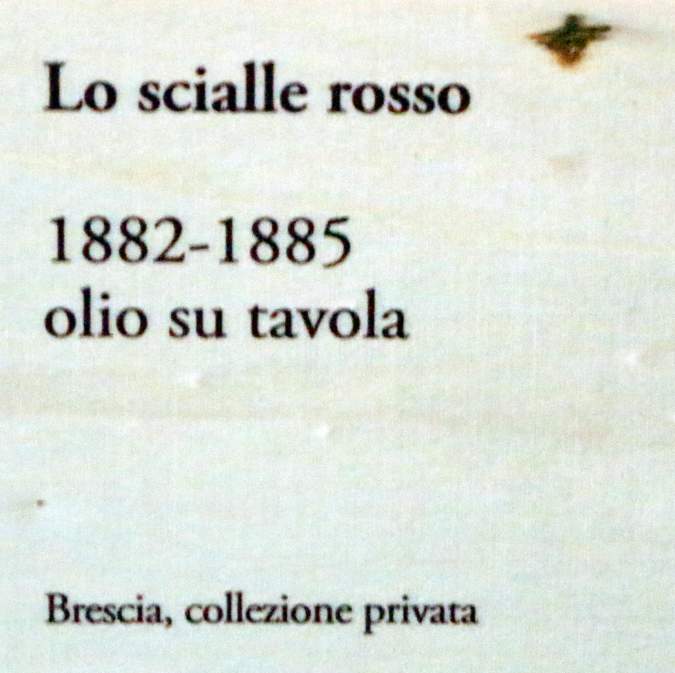 Lo scialle rosso
1882-1885
olio su tavola
Brescia, collezione privata